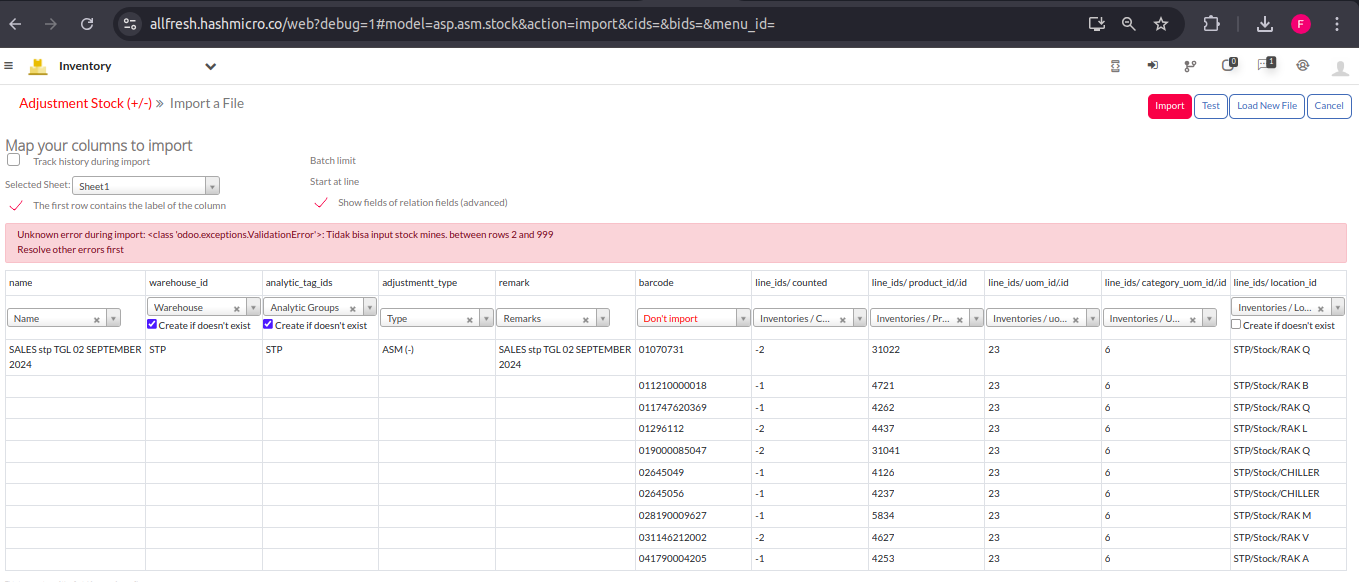 allfresh.hashmicro.co/web?debug=1#model=asp.asm.stock&action=import&cids=&bids=&menu_id=
F
Inventory
0
1
Adjustment Stock (+/-) » Import a File
Import Test Load New File Cancel
Map your columns to import
Track history during import Batch limit
Selected Sheet: Sheet1 Start at line
The first row contains the label of the column Show fields of relation fields (advanced)
Unknown error during import: <class 'odoo.exceptions.ValidationError'>: Tidak bisa input stock mines. between rows 2 and 999
Resolve other errors first
name warehouse_id analytic_tag_ids adjustmentt_type remark barcode line_ids/ counted line_ids/ product_id/.id line_ids/ uom_id/.id line_ids/ category_uom_id/.id line_ids/ location_id
Name Warehouse Analytic Groups Type Remarks Don't import Inventories / C... Inventories / Pr... Inventories / uo... Inventories / U... Inventories / Lo...
Create if doesn't exist Create if doesn't exist Create if doesn't exist
SALES stp TGL 02 SEPTEMBER STP STP ASM (-) SALES stp TGL 02 SEPTEMBER 01070731 -2 31022 23 6 STP/Stock/RAK Q
2024 2024
011210000018 -1 4721 23 6 STP/Stock/RAK B
011747620369 -1 4262 23 6 STP/Stock/RAK Q
01296112 -2 4437 23 6 STP/Stock/RAK L
019000085047 -2 31041 23 6 STP/Stock/RAK Q
02645049 -1 4126 23 6 STP/Stock/CHILLER
02645056 -1 4237 23 6 STP/Stock/CHILLER
028190009627 -1 5834 23 6 STP/Stock/RAK M
031146212002 -2 4627 23 6 STP/Stock/RAK V
041790004205 -1 4253 23 6 STP/Stock/RAK A